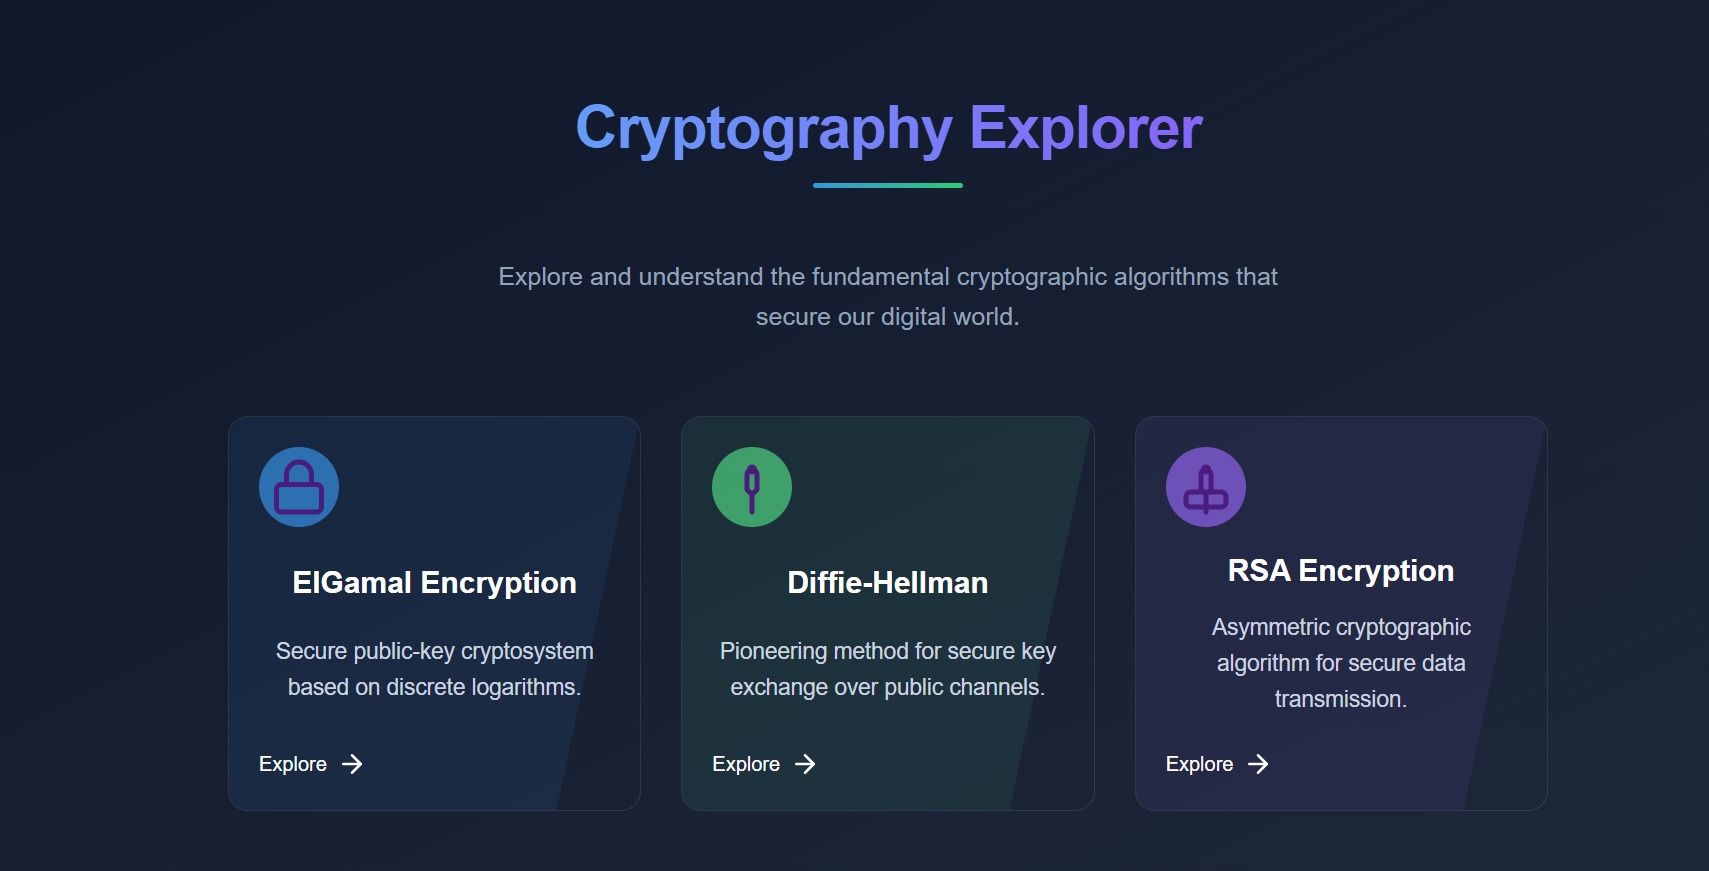 Cryptography Explorer
Explore and understand the fundamental cryptographic algorithms that
secure our digital world.
ElGamal Encryption
Secure public-key cryptosystem
based on discrete logarithms.
Explore
Diffie-Hellman
Pioneering method for secure key
exchange over public channels.
Explore
RSA Encryption
Asymmetric cryptographic
algorithm for secure data
transmission.
Explore